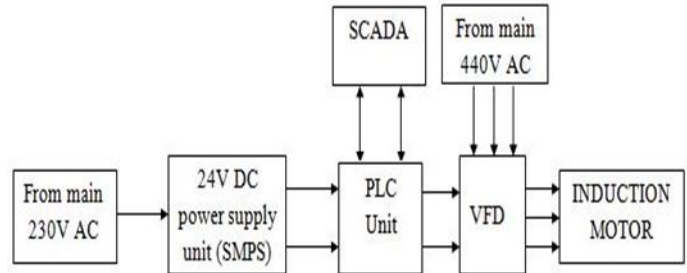 SCADA
From main
440V AC
From main
230V AC
24V DC
power supply
unit (SMPS)
PLC
Unit
VFD
INDUCTION
MOTOR